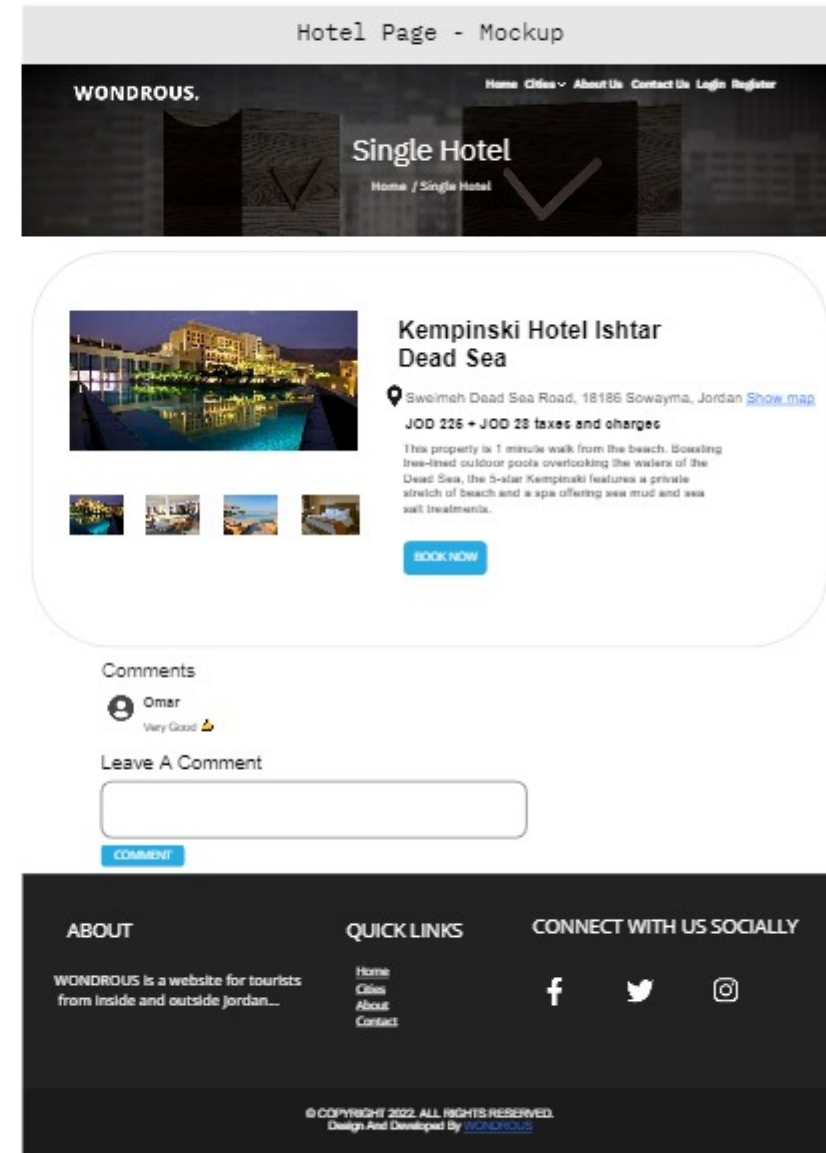 Hotel Page - Mockup
WONDROUS.
Home Cities About Us Contact Us Login Register
Single Hotel
Home / Single Hotel
Kempinski Hotel Ishtar
Dead Sea
Sweimeh Dead Sea Road, 18186 Sowayma, Jordan Show map
JOD 225 + JOD 28 taxes and charges
This property is 1 minute walk from the beach. Boasting
tree-lined outdoor pools overlooking the waters of the
Dead Sea, the 5-star Kempinski features a private
stretch of beach and a spa offering sea mud and sea
salt treatments.
BOOK NOW
Comments
Omar
Very Good
Leave A Comment
COMMENT
ABOUT
WONDROUS is a website for tourists
from inside and outside Jordan...
QUICK LINKS
Home
Cities
About
Contact
CONNECT WITH US SOCIALLY
© COPYRIGHT 2022. ALL RIGHTS RESERVED.
Design And Developed By WONDROUS